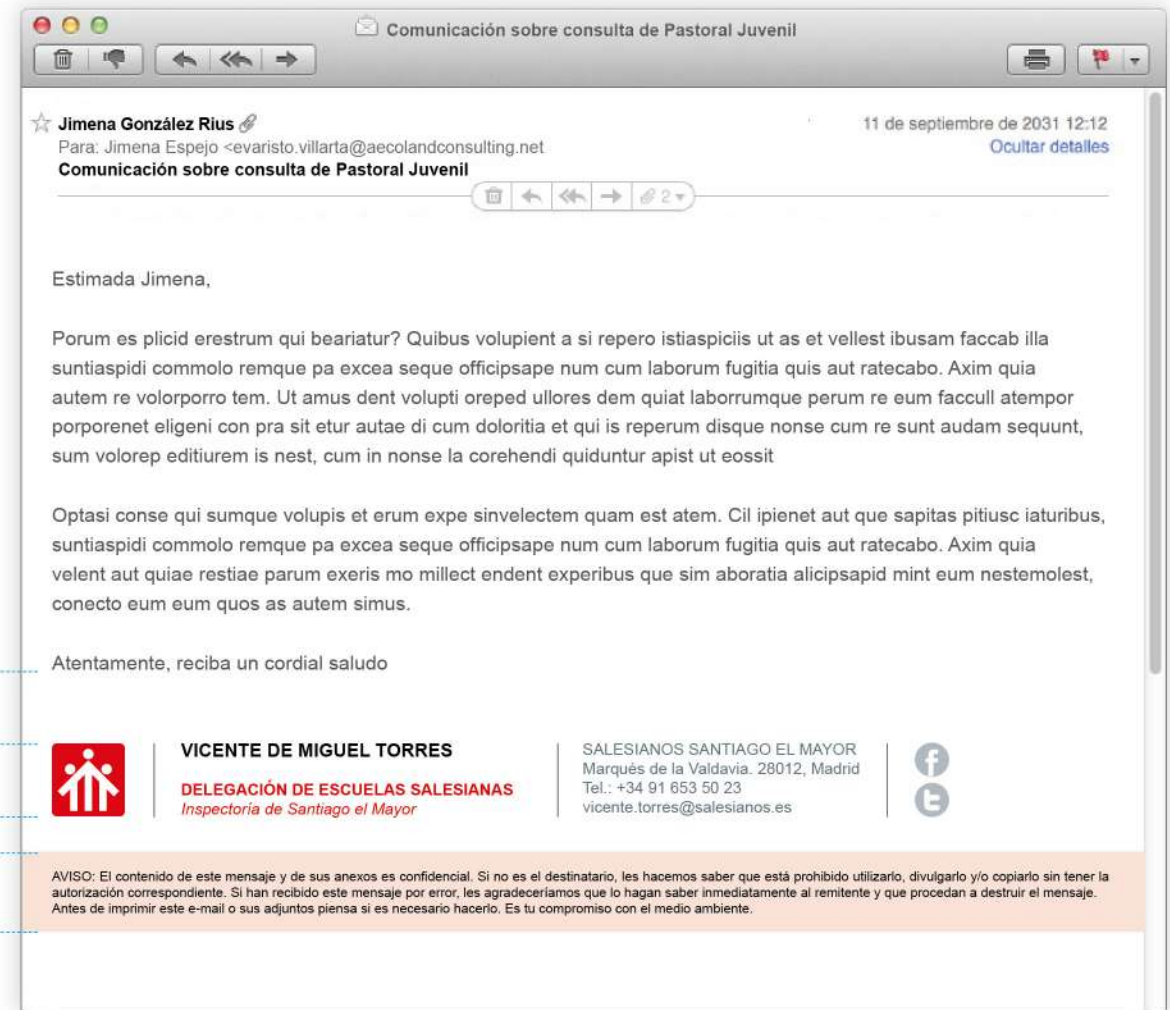 Comunicación sobre consulta de Pastoral Juvenil
Jimena González Rius
11 de septiembre de 2031 12:12
Para: Jimena Espejo <evaristo.villarta@aecolandconsulting.net
Ocultar detalles
Comunicación sobre consulta de Pastoral Juvenil
2
Estimada Jimena,
Porum es plicid erestrum qui beariatur? Quibus volupient a si repero istiaspiciis ut as et vellest ibusam faccab illa
suntiaspidi commolo remque pa excea seque officipsape num cum laborum fugitia quis aut ratecabo. Axim quia
autem re volorporro tem. Ut amus dent volupti oreped ullores dem quiat laborrumque perum re eum faccull atempor
porporenet eligeni con pra sit etur autae di cum doloritia et qui is reperum disque nonse cum re sunt audam sequunt,
sum volorep editiurem is nest, cum in nonse la corehendi quiduntur apist ut eossit
Optasi conse qui sumque volupis et erum expe sinvelectem quam est atem. Cil ipienet aut que sapitas pitiusc iaturibus,
suntiaspidi commolo remque pa excea seque officipsape num cum laborum fugitia quis aut ratecabo. Axim quia
velent aut quiae restiae parum exeris mo millect endent experibus que sim aboratia alicipsapid mint eum nestemolest,
conecto eum eum quos as autem simus.
Atentamente, reciba un cordial saludo
VICENTE DE MIGUEL TORRES
DELEGACIÓN DE ESCUELAS SALESIANAS
Inspectoría de Santiago el Mayor
SALESIANOS SANTIAGO EL MAYOR
Marqués de la Valdavia. 28012, Madrid
Tel.: +34 91 653 50 23
vicente.torres@salesianos.es
AVISO: El contenido de este mensaje y de sus anexos es confidencial. Si no es el destinatario, les hacemos saber que está prohibido utilizarlo, divulgarlo y/o copiarlo sin tener la
autorización correspondiente. Si han recibido este mensaje por error, les agradeceríamos que lo hagan saber inmediatamente al remitente y que procedan a destruir el mensaje.
Antes de imprimir este e-mail o sus adjuntos piensa si es necesario hacerlo. Es tu compromiso con el medio ambiente.